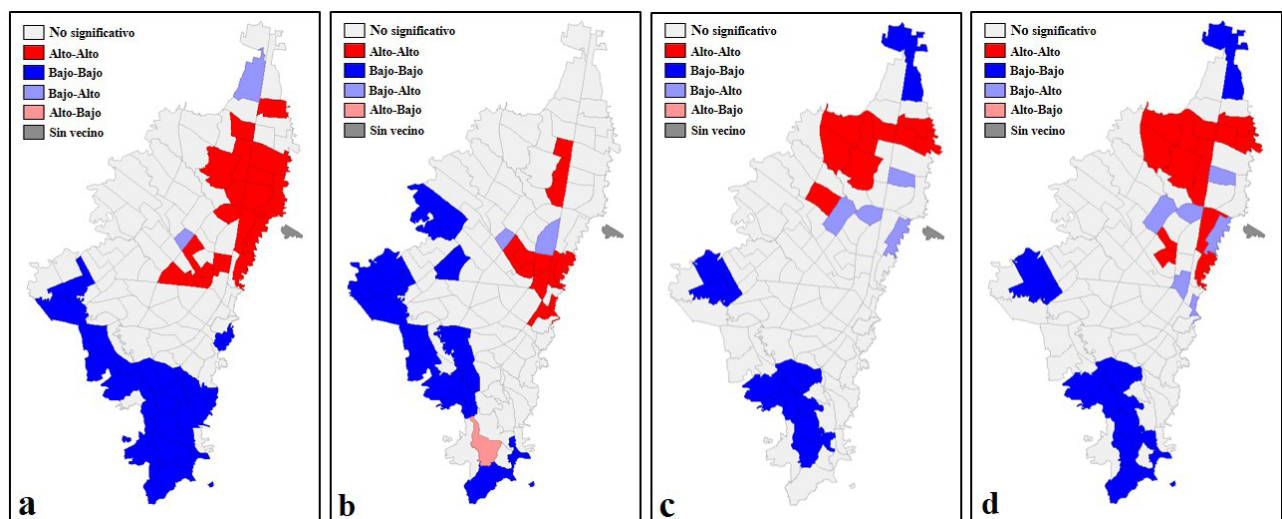 No significativo
Alto-Alto
Bajo-Bajo
Bajo-Alto
Alto-Bajo
Sin vecino
a
No significativo
Alto-Alto
Bajo-Bajo
Bajo-Alto
Alto-Bajo
Sin vecino
b
No significativo
Alto-Alto
Bajo-Bajo
Bajo-Alto
Alto-Bajo
Sin vecino
c
No significativo
Alto-Alto
Bajo-Bajo
Bajo-Alto
Alto-Bajo
Sin vecino
d